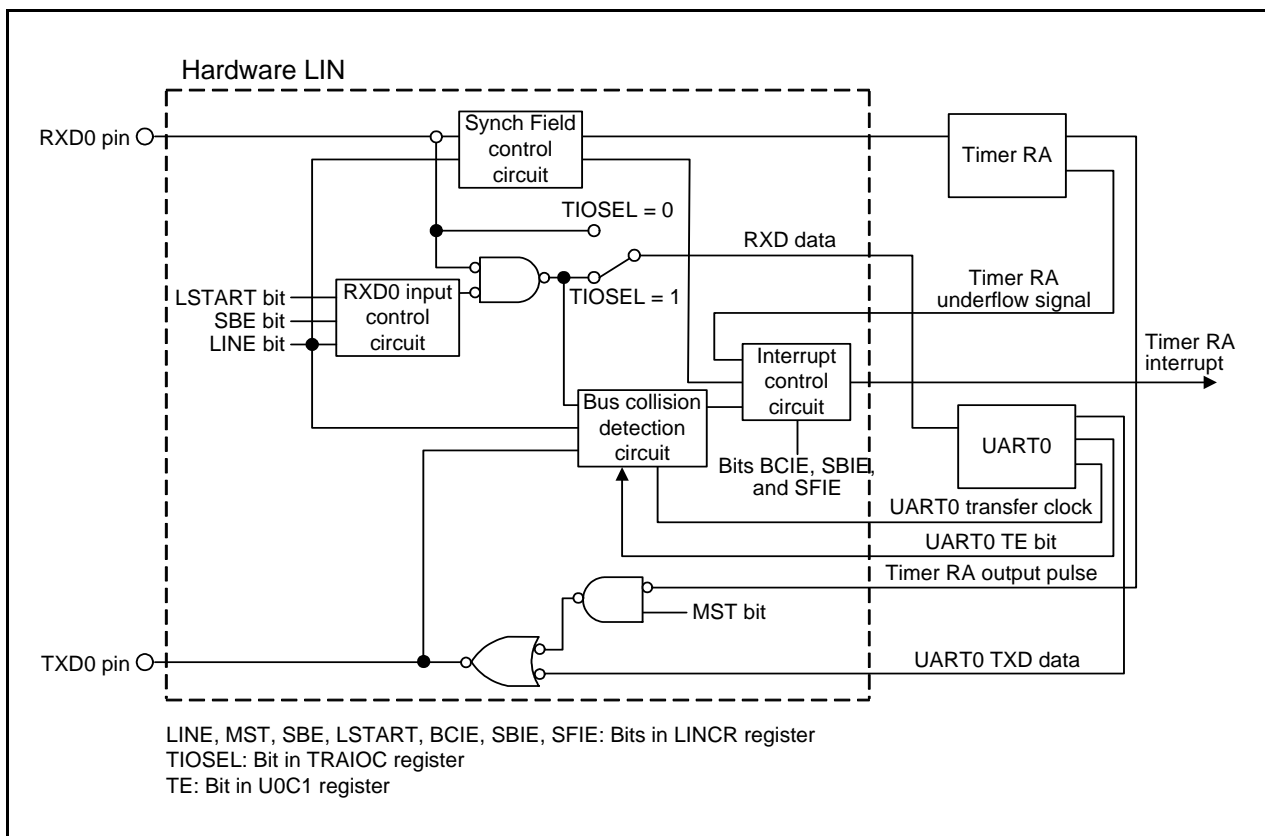 Hardware LIN
RXD0 pin
Synch Field
control
circuit
Timer RA
TIOSEL = 0
RXD data
LSTART bit
SBE bit
LINE bit
RXD0 input
control
circuit
TIOSEL = 1
Timer RA
underflow signal
Timer RA
interrupt
Interrupt
control
circuit
Bus collision
detection
circuit
Bits BCIE, SBIE,
and SFIE
UART0
UART0 transfer clock
UART0 TE bit
Timer RA output pulse
MST bit
TXD0 pin
UART0 TXD data
LINE, MST, SBE, LSTART, BCIE, SBIE, SFIE: Bits in LINCR register
TIOSEL: Bit in TRAIOC register
TE: Bit in U0C1 register